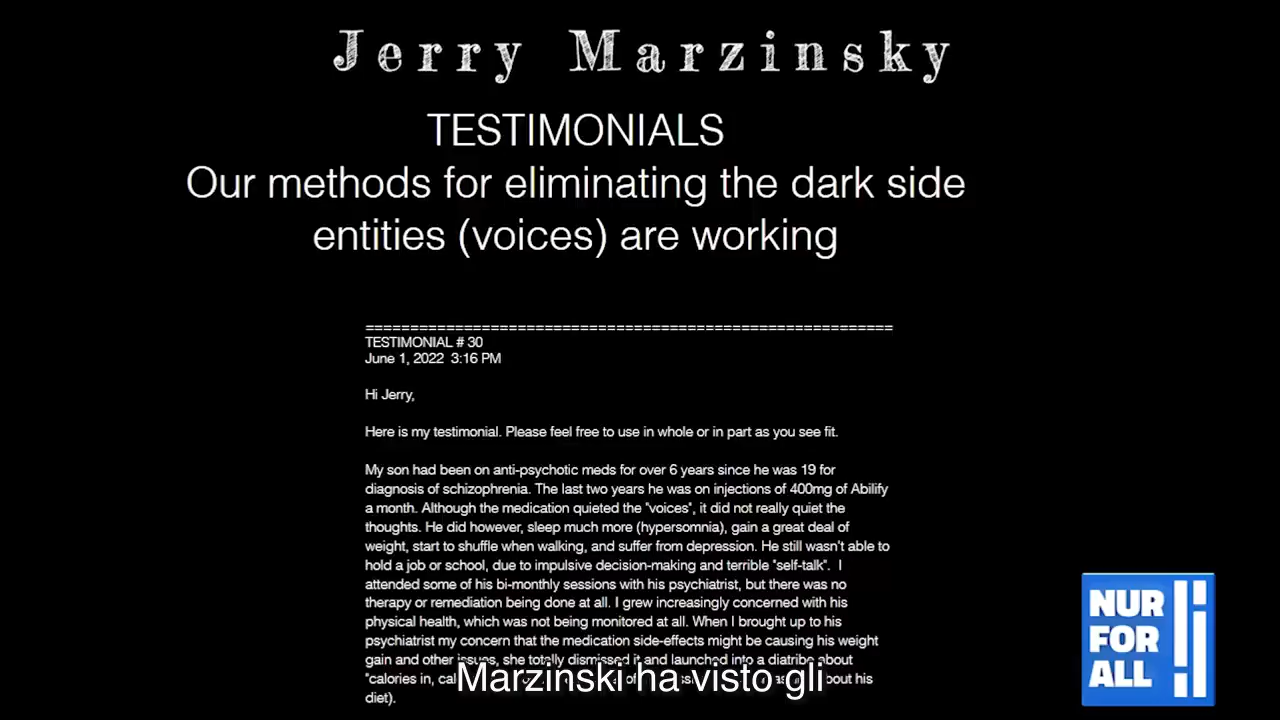 Jerry Marzinsky
TESTIMONIALS
Our methods for eliminating the dark side
entities (voices) are working
===========================================================
TESTIMONIAL # 30
June 1, 2022 3:16 PM
Hi Jerry,
Here is my testimonial. Please feel free to use in whole or in part as you see fit.
My son had been on anti-psychotic meds for over 6 years since he was 19 for
diagnosis of schizophrenia. The last two years he was on injections of 400mg of Abilify
a month. Although the medication quieted the "voices", it did not really quiet the
thoughts. He did however, sleep much more (hypersomnia), gain a great deal of
weight, start to shuffle when walking, and suffer from depression. He still wasn't able to
hold a job or school, due to impulsive decision-making and terrible "self-talk". I
attended some of his bi-monthly sessions with his psychiatrist, but there was no
therapy or remediation being done at all. I grew increasingly concerned with his
physical health, which was not being monitored at all. When I brought up to his
psychiatrist my concern that the medication side-effects might be causing his weight
gain and other issues, she totally dismissed it and launched into a diatribe about
"calories in, about his
diet).
Marzinski ha visto gli
NUR
FOR
ALL